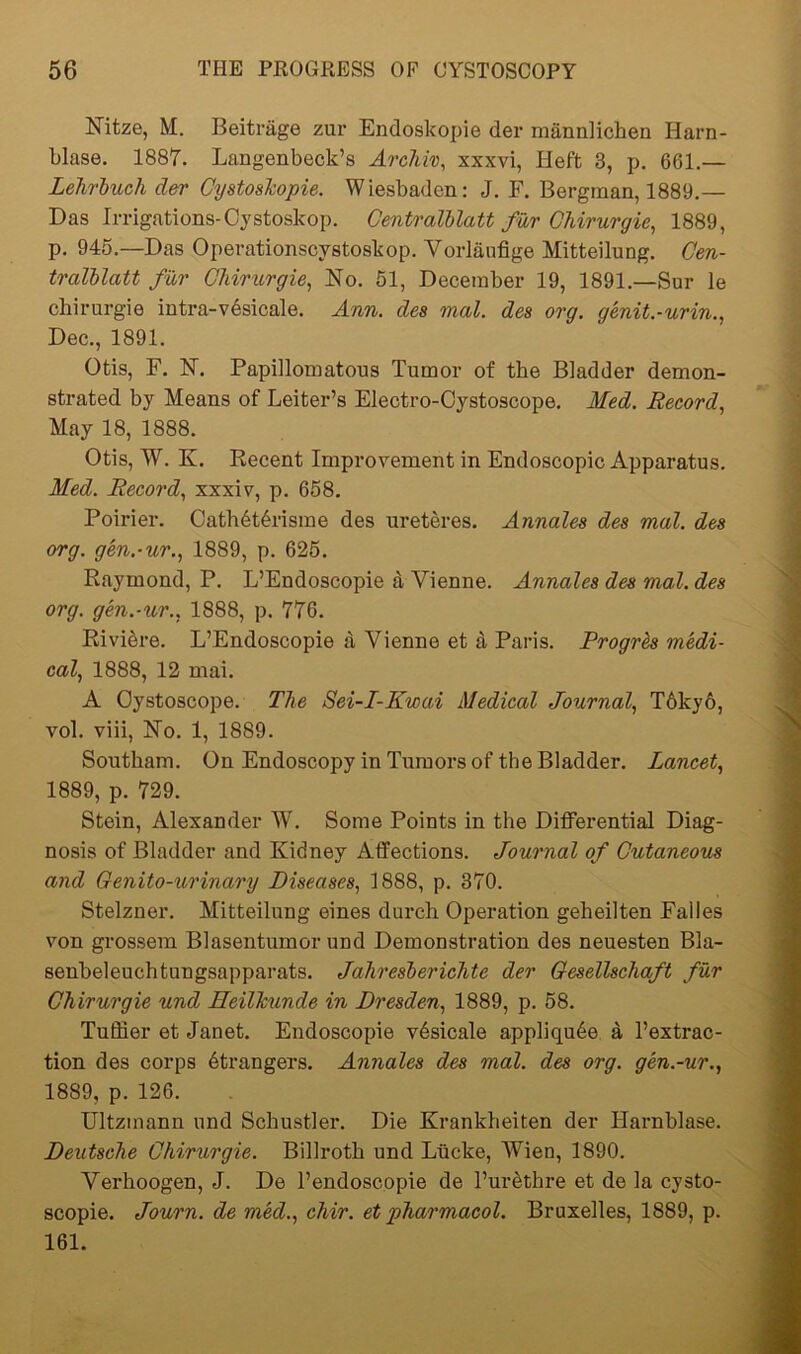 56 THE PROGRESS OF CYSTOSCOPY
Nitze, M. Beiträge zur Endoskopie der männlichen Harn-
blase. 1887. Langenbeck’s Archiv, xxxvi, Heft 3, p. 661.—
Lehrbuch der Cystoskopie. Wiesbaden: J. F. Bergman, 1889.—
Das Irrigations-Cystoskop. Centralblatt für Chirurgie, 1889,
p. 945.—Das Operationscystoskop. Vorläufige Mitteilung. Cen-
tralblatt für Chirurgie, No. 51, December 19, 1891.—Sur le
chirurgie intra-vésicale. Ann. des mal. des org. génit.-urin.,
Dec., 1891.
Otis, F. N. Papillomatous Tumor of the Bladder demon-
strated by Means of Leiter’s Electro-Cystoscope. Med. Record,
May 18, 1888.
Otis, W. K. Recent Improvement in Endoscopic Apparatus.
Med. Record, xxxiv, p. 658.
Poirier. Cathétérisme des uretères. Annales des mal. des
org. gén.-ur., 1889, p. 625.
Raymond, P. L’Endoscopie à Vienne. Annales des mal. des
org. gén.-ur., 1888, p. 776.
Rivière. L’Endoscopie à Vienne et à Paris. Progrès médi-
cal, 1888, 12 mai.
A Cystoscope. The Sei-I-Kwai Medical Journal, Tôkyô,
vol. viii, No. 1, 1889.
Southam. On Endoscopy in Tumors of the Bladder. Lancet,
1889, p. 729.
Stein, Alexander W. Some Points in the Differential Diag-
nosis of Bladder and Kidney Affections. Journal of Cutaneous
and Genito-urinary Diseases, 1888, p. 370.
Stelzner. Mitteilung eines durch Operation geheilten Falles
von grossem Blasentumor und Demonstration des neuesten Bla-
senbeleuchtungsapparats. Jahresberichte der Gesellschaft für
Chirurgie und Heilkunde in Dresden, 1889, p. 58.
Tuffier et Janet. Endoscopie vésicale appliquée à l’extrac-
tion des corps étrangers. Annales des mal. des org. gén.-ur.,
1889, p. 126.
Ultzmann und Schustler. Die Krankheiten der Harnblase.
Deutsche Chirurgie. Billroth und Lücke, Wien, 1890.
Verhoogen, J. De l’endoscopie de l’urèthre et de la cysto-
scopie. Journ. de méd., chir. et pharmacol. Bruxelles, 1889, p.
161.